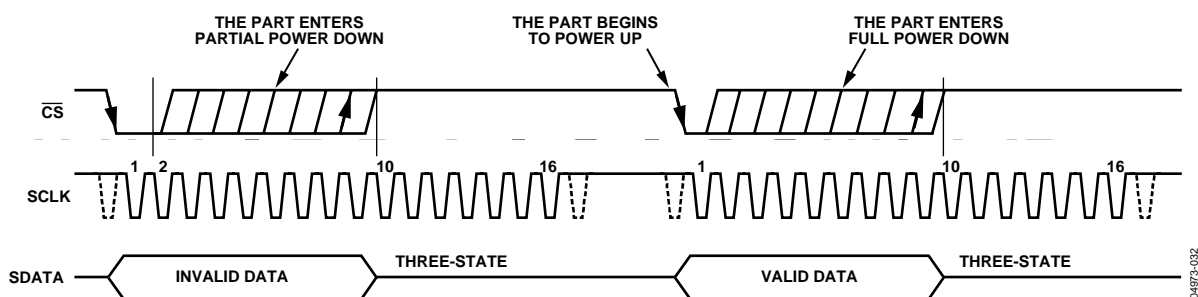 THE PART ENTERS
PARTIAL POWER DOWN
THE PART BEGINS
TO POWER UP
THE PART ENTERS
FULL POWER DOWN
CS
1 2 10 16 1 10 16
SCLK
SDATA
INVALID DATA
THREE-STATE
VALID DATA
THREE-STATE
04973-032